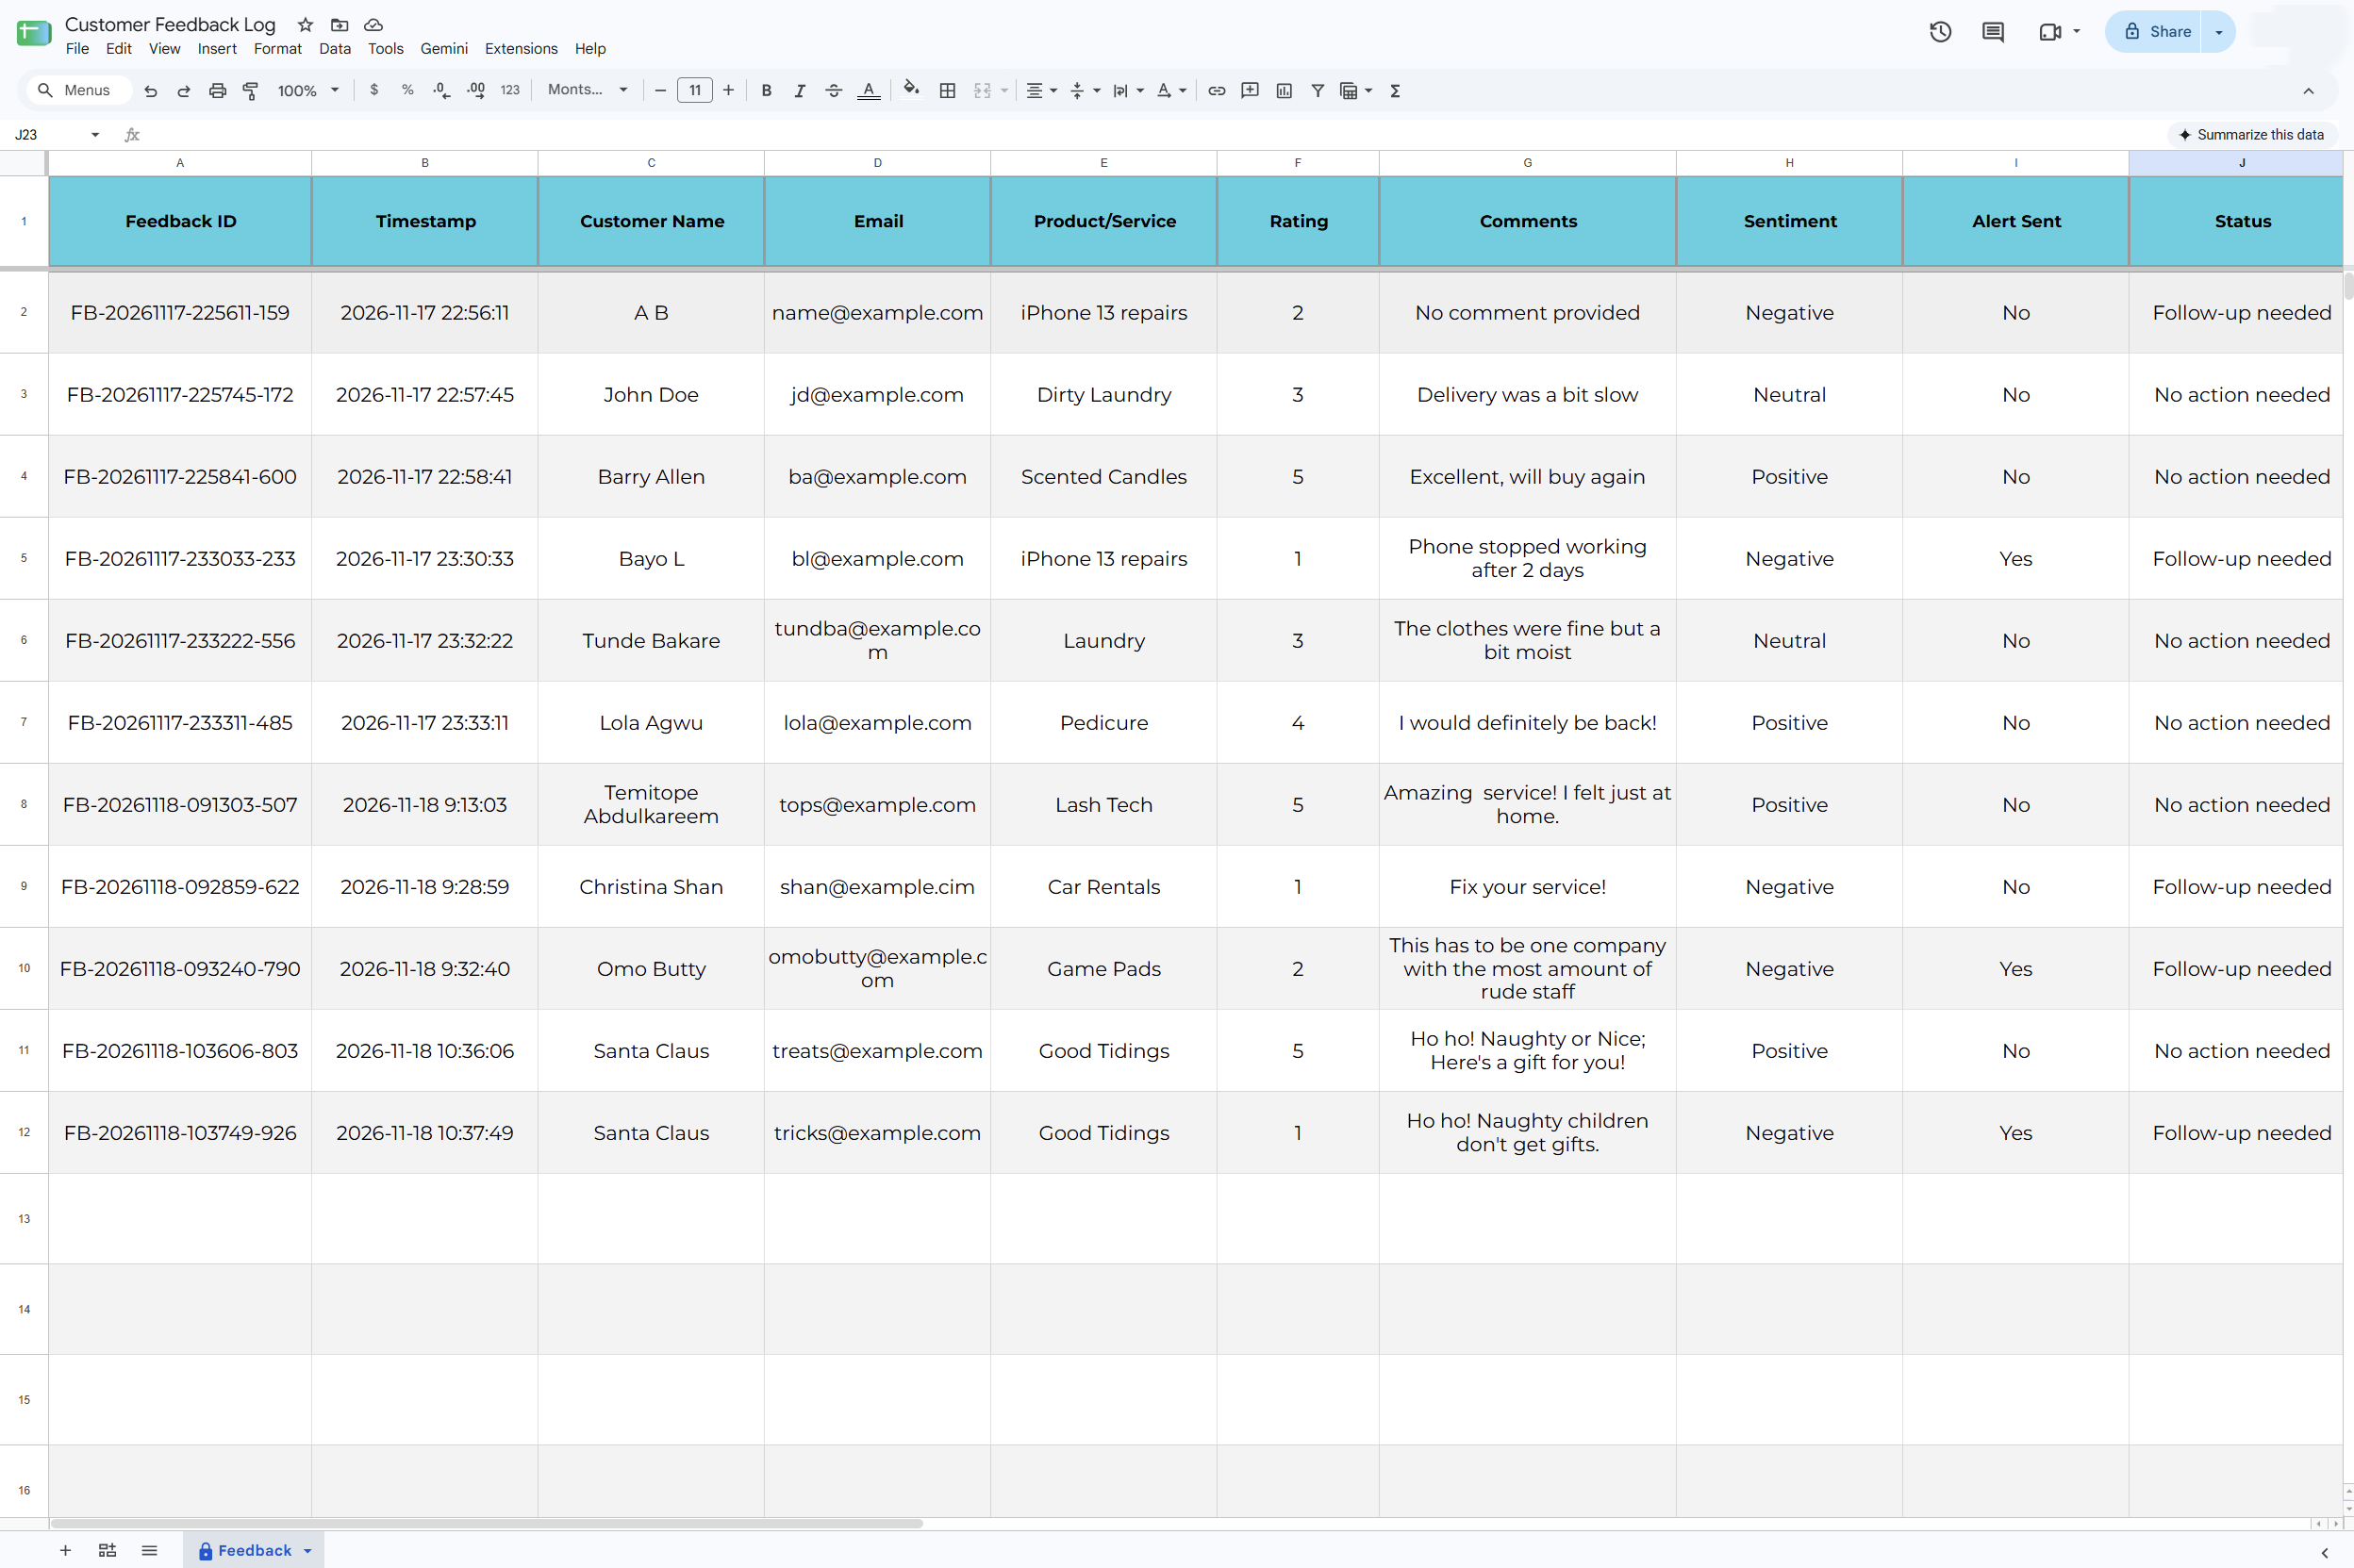 Customer Feedback Log
File Edit View Insert Format Data Tools Gemini Extensions Help
Share
Menus 100% $ % .0 .00 123 Monts... 11 B I S A A Σ
J23 fx Summarize this data
A B C D E F G H I J
1 Feedback ID Timestamp Customer Name Email Product/Service Rating Comments Sentiment Alert Sent Status
2 FB-20261117-225611-159 2026-11-17 22:56:11 A B name@example.com iPhone 13 repairs 2 No comment provided Negative No Follow-up needed
3 FB-20261117-225745-172 2026-11-17 22:57:45 John Doe jd@example.com Dirty Laundry 3 Delivery was a bit slow Neutral No No action needed
4 FB-20261117-225841-600 2026-11-17 22:58:41 Barry Allen ba@example.com Scented Candles 5 Excellent, will buy again Positive No No action needed
5 FB-20261117-233033-233 2026-11-17 23:30:33 Bayo L bl@example.com iPhone 13 repairs 1 Phone stopped working
after 2 days Negative Yes Follow-up needed
6 FB-20261117-233222-556 2026-11-17 23:32:22 Tunde Bakare tundba@example.co
m Laundry 3 The clothes were fine but a
bit moist Neutral No No action needed
7 FB-20261117-233311-485 2026-11-17 23:33:11 Lola Agwu lola@example.com Pedicure 4 I would definitely be back! Positive No No action needed
8 FB-20261118-091303-507 2026-11-18 9:13:03 Temitope
Abdulkareem tops@example.com Lash Tech 5 Amazing  service! I felt just at
home. Positive No No action needed
9 FB-20261118-092859-622 2026-11-18 9:28:59 Christina Shan shan@example.cim Car Rentals 1 Fix your service! Negative No Follow-up needed
10 FB-20261118-093240-790 2026-11-18 9:32:40 Omo Butty omobutty@example.c
om Game Pads 2 This has to be one company
with the most amount of
rude staff Negative Yes Follow-up needed
11 FB-20261118-103606-803 2026-11-18 10:36:06 Santa Claus treats@example.com Good Tidings 5 Ho ho! Naughty or Nice;
Here's a gift for you! Positive No No action needed
12 FB-20261118-103749-926 2026-11-18 10:37:49 Santa Claus tricks@example.com Good Tidings 1 Ho ho! Naughty children
don't get gifts. Negative Yes Follow-up needed
13
14
15
16
Feedback